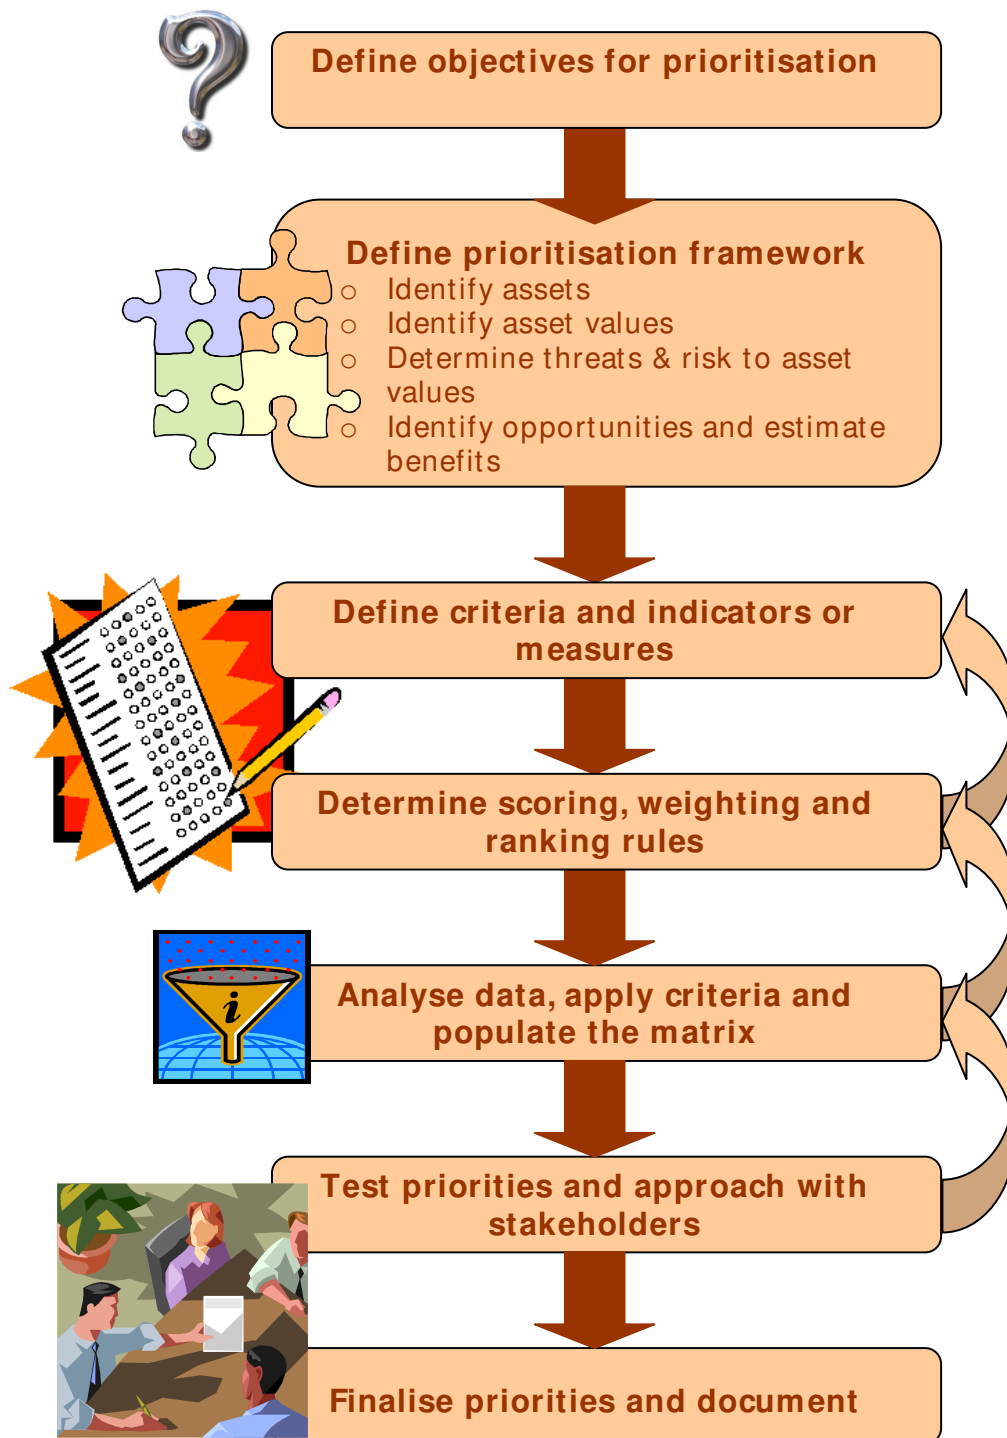 Define objectives for prioritisation
Define prioritisation framework
o Identify assets
o Identify asset values
o Determine threats & risk to asset
values
o Identify opportunities and estimate
benefits
Define criteria and indicators or
measures
Determine scoring, weighting and
ranking rules
i
Analyse data, apply criteria and
populate the matrix
Test priorities and approach with
stakeholders
Finalise priorities and document